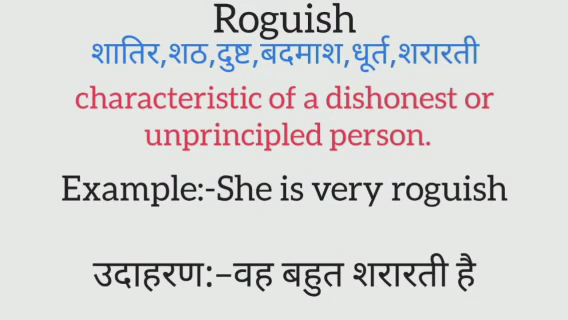 Roguish
शातिर,शठ,दुष्ट,बदमाश,धूर्त,शरारती
characteristic of a dishonest or
unprincipled person.
Example:-She is very roguish
उदाहरण:-वह बहुत शरारती है